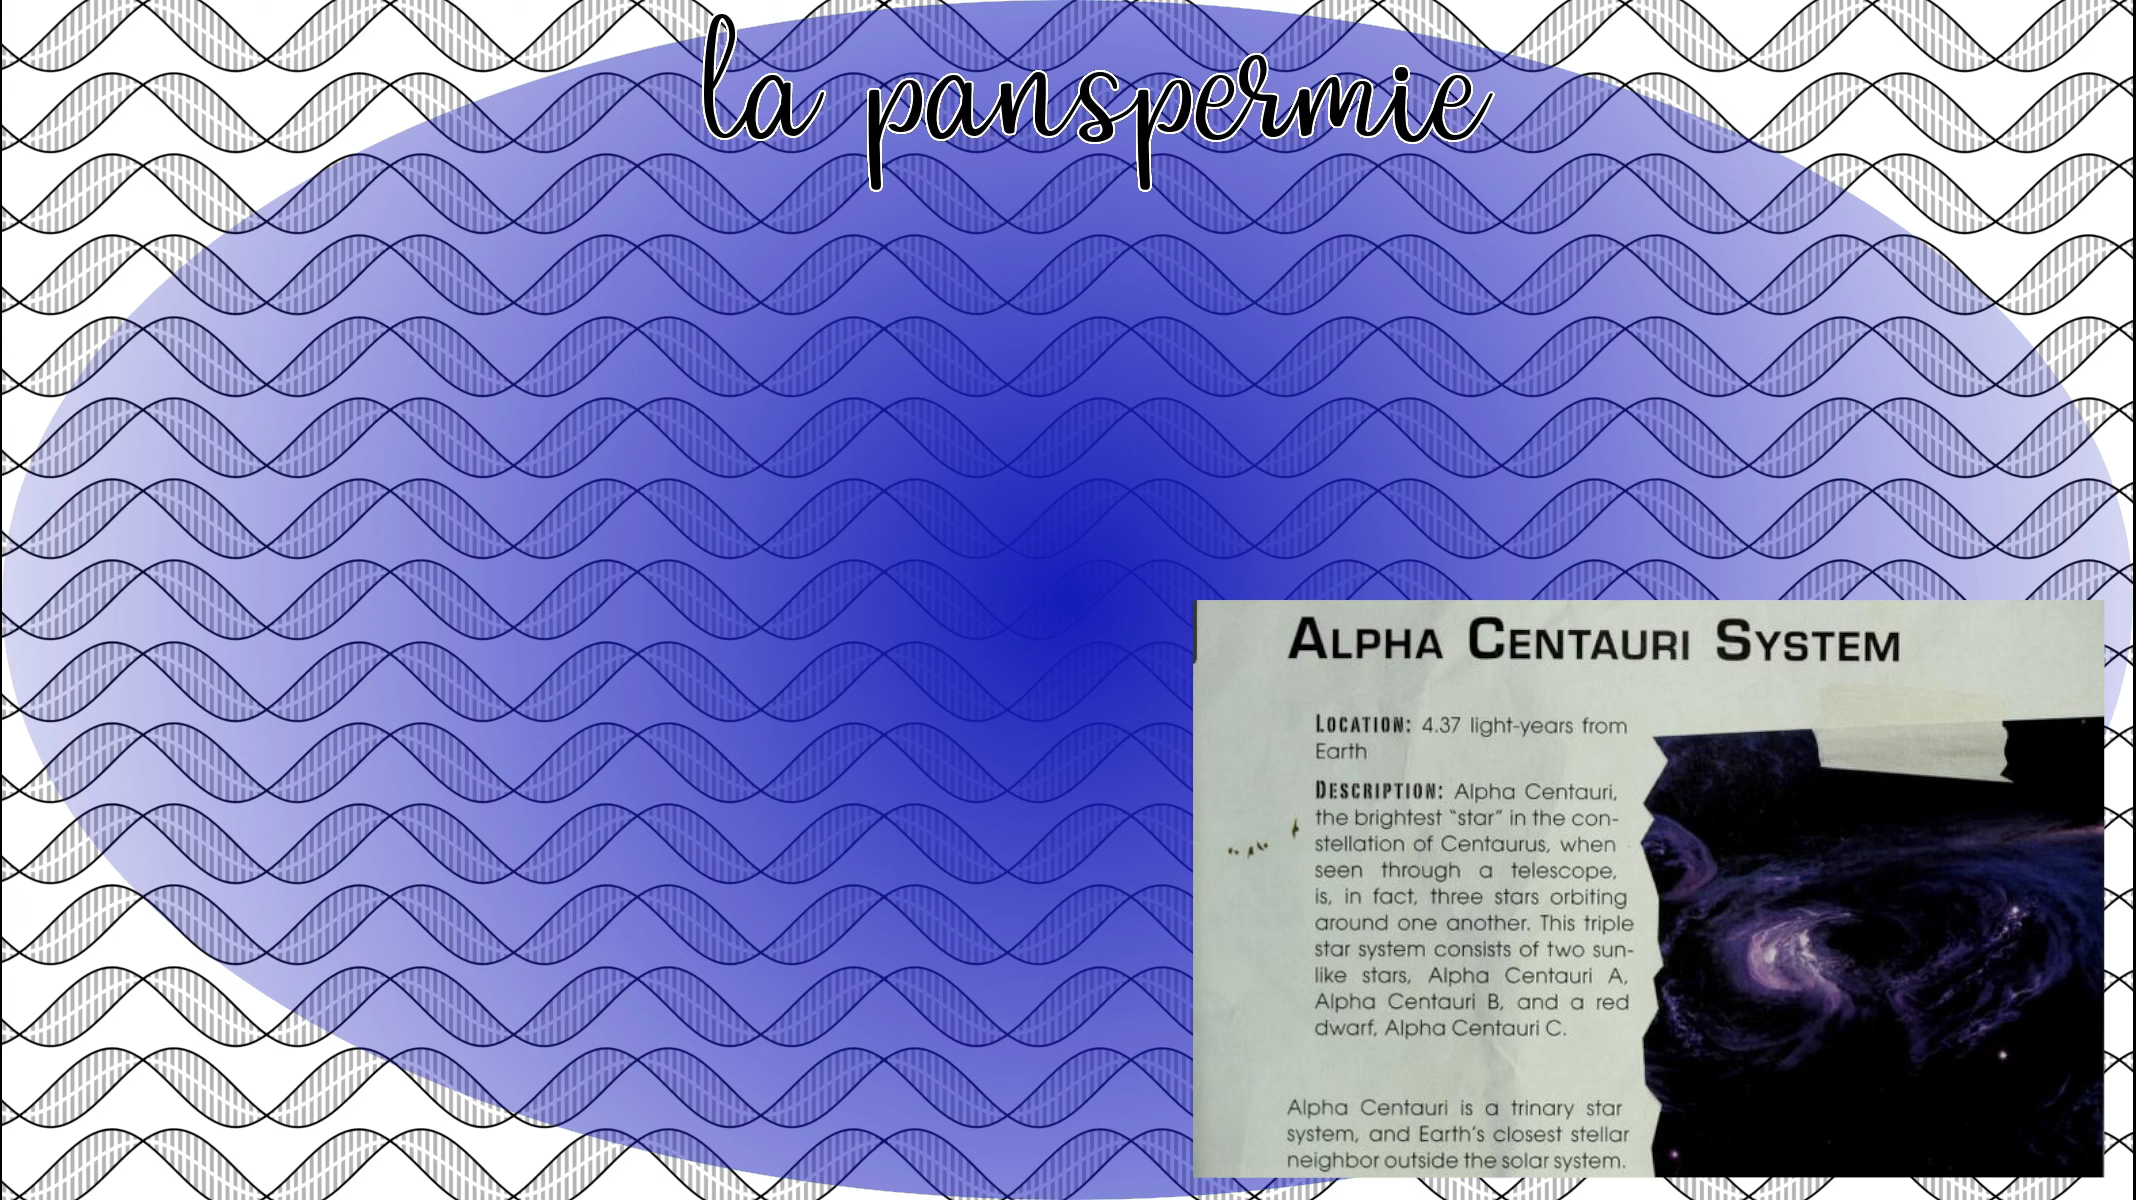 la panspermie
ALPHA CENTAURI SYSTEM
LOCATION: 4.37 light-years from
Earth
DESCRIPTION: Alpha Centauri,
the brightest “star” in the con-
stellation of Centaurus, when
seen through a telescope,
is, in fact, three stars orbiting
around one another. This triple
star system consists of two sun-
like stars, Alpha Centauri A,
Alpha Centauri B, and a red
dwarf, Alpha Centauri C.
Alpha Centauri is a trinary star
system, and Earth's closest stellar
neighbor outside the solar system.